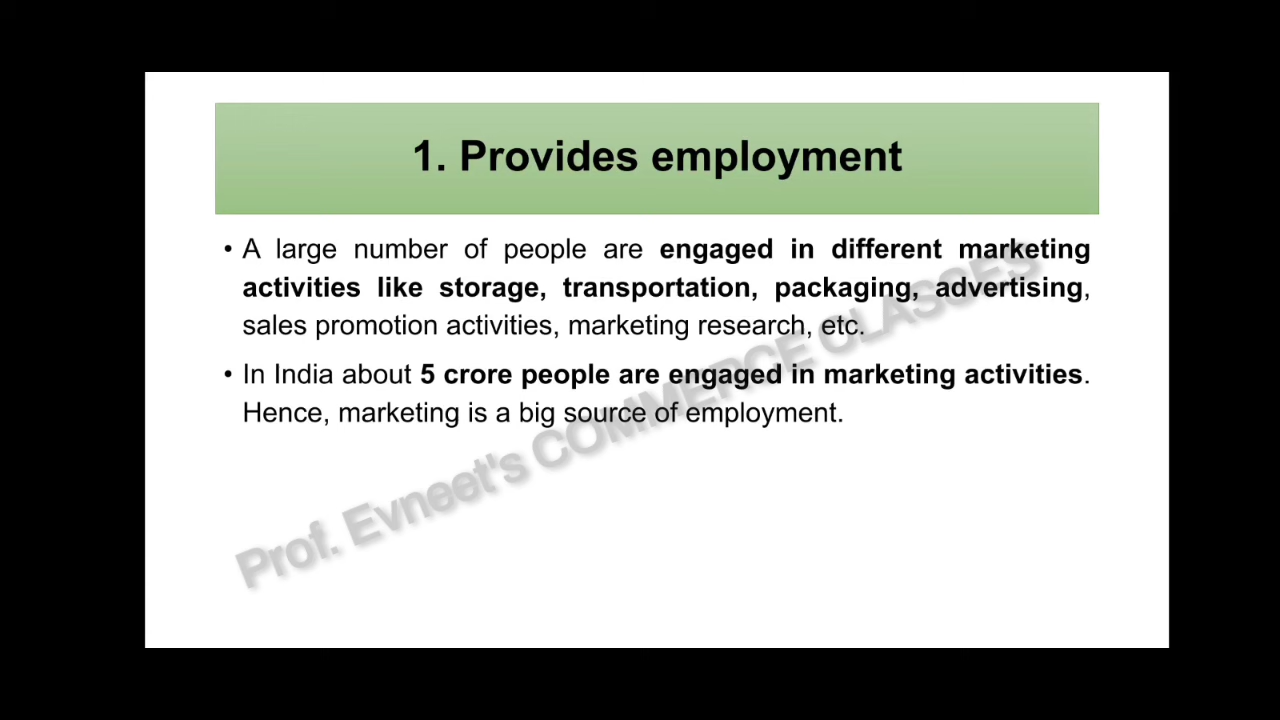 1. Provides employment
• A large number of people are engaged in different marketing
activities like storage, transportation, packaging, advertising,
sales promotion activities, marketing research, etc.
• In India about 5 crore people are engaged in marketing activities.
Hence, marketing is a big source of employment.
Prof. Evneet's COMMERCE CLASSES